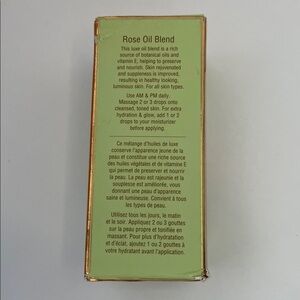 Rose Oil Blend
This luxe oil blend is a rich
source of botanical oils and
vitamin E, helping to preserve
and nourish. Skin rejuvenated
and suppleness is improved,
resulting in healthy looking,
luminous skin. For all skin types.
Use AM & PM daily.
Massage 2 or 3 drops onto
cleansed, toned skin. For extra
hydration & glow, add 1 or 2
drops to your moisturizer
before applying.
Ce mélange d'huiles de luxe
conserve l'apparence jeune de la
peau et constitue une riche source
des huiles végétales et de vitamine E
qui permet de preserver et nourrir
la peau. La peau est rajeunie et la
souplesse est améliorée, vous
donnant une peau d'apparence
saine et lumineuse. Convient à tous
les types de peau.
Utilisez tous les jours, le matin
et le soir. Appliquez 2 ou 3 gouttes
sur la peau propre et tonifiée en
massant. Pour plus d'hydratation
et d'éclat, ajoutez 1 ou 2 gouttes à
votre hydratant avant l'application.